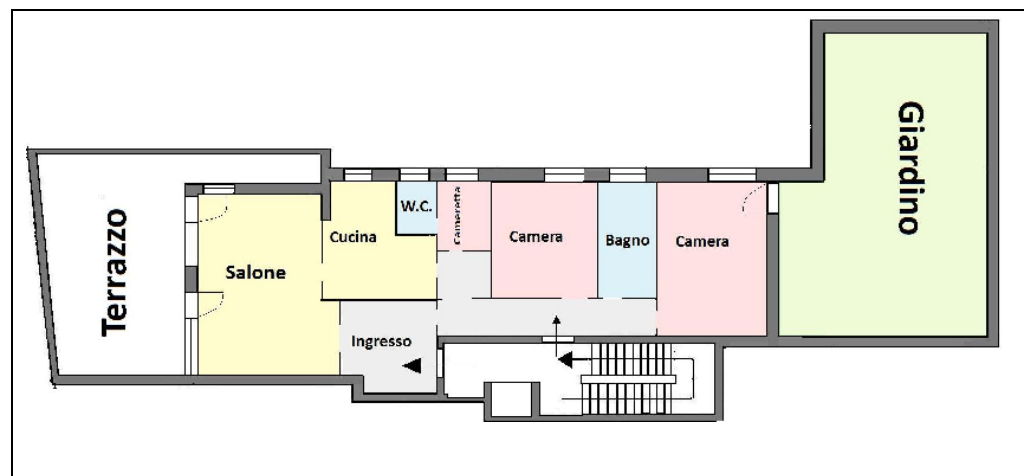 Terrazzo
Salone
Cucina
W.C.
Cameretta
Camera
Bagno
Camera
Giardino
Ingresso